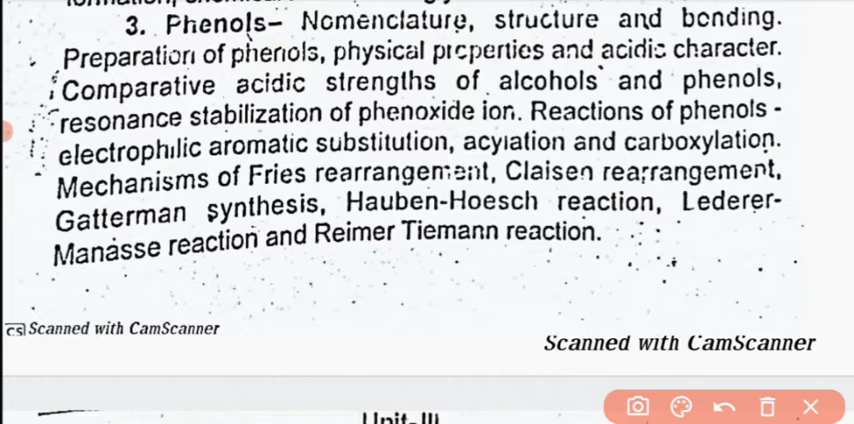 3. Phenols– Nomenclature, structure and bonding.
Preparation of phenols, physical properties and acidic character.
Comparative acidic strengths of alcohols and phenols,
resonance stabilization of phenoxide ion. Reactions of phenols -
electrophilic aromatic substitution, acylation and carboxylation.
Mechanisms of Fries rearrangement, Claisen rearrangement,
Gatterman synthesis, Hauben-Hoesch reaction, Lederer-
Manasse reaction and Reimer Tiemann reaction.
CS Scanned with CamScanner
Scanned with CamScanner
Unit-III